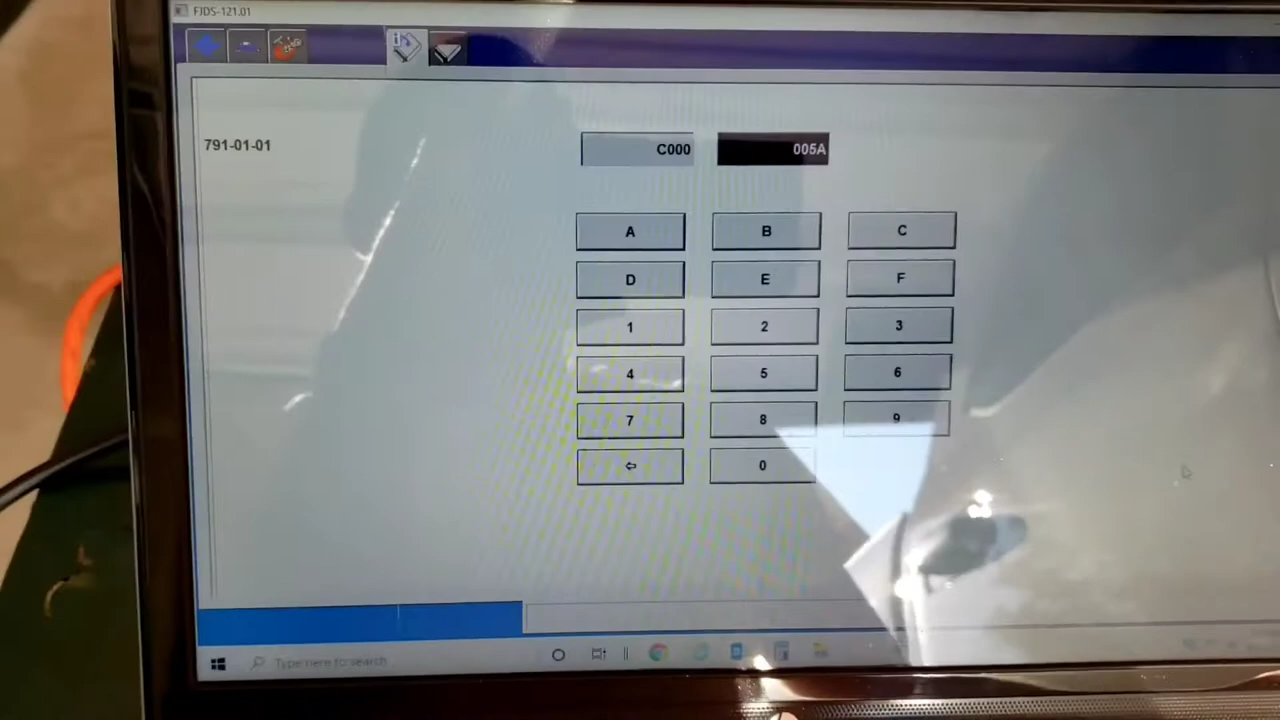 FJDS-121.01
791-01-01
C000 005A
A B C
D E F
1 2 3
4 5 6
7 8 9
0
Type here to search